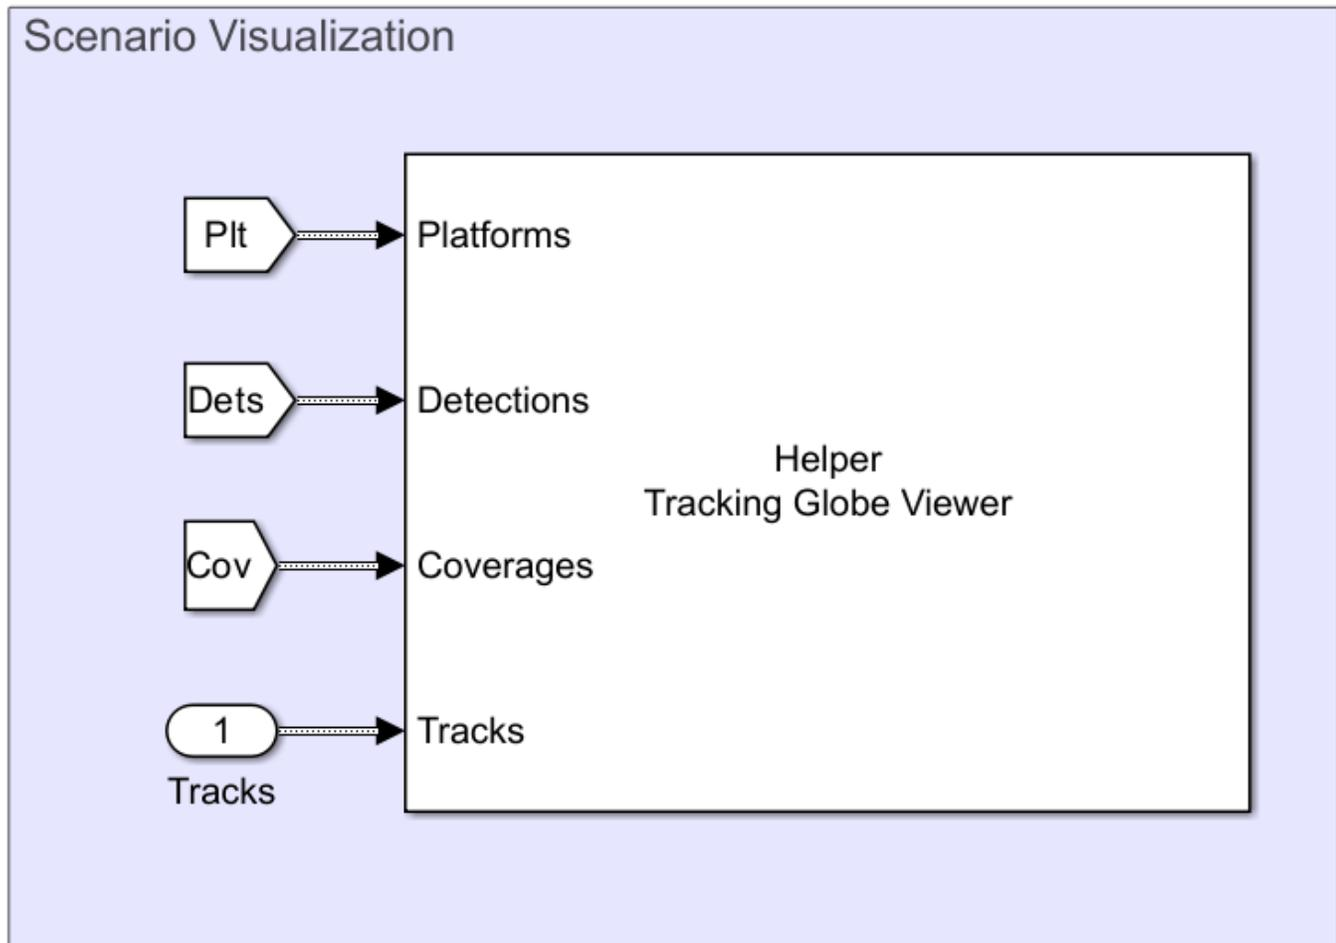 Scenario Visualization
Plt
Platforms
Dets
Detections
Helper
Tracking Globe Viewer
Cov
Coverages
1
Tracks
Tracks